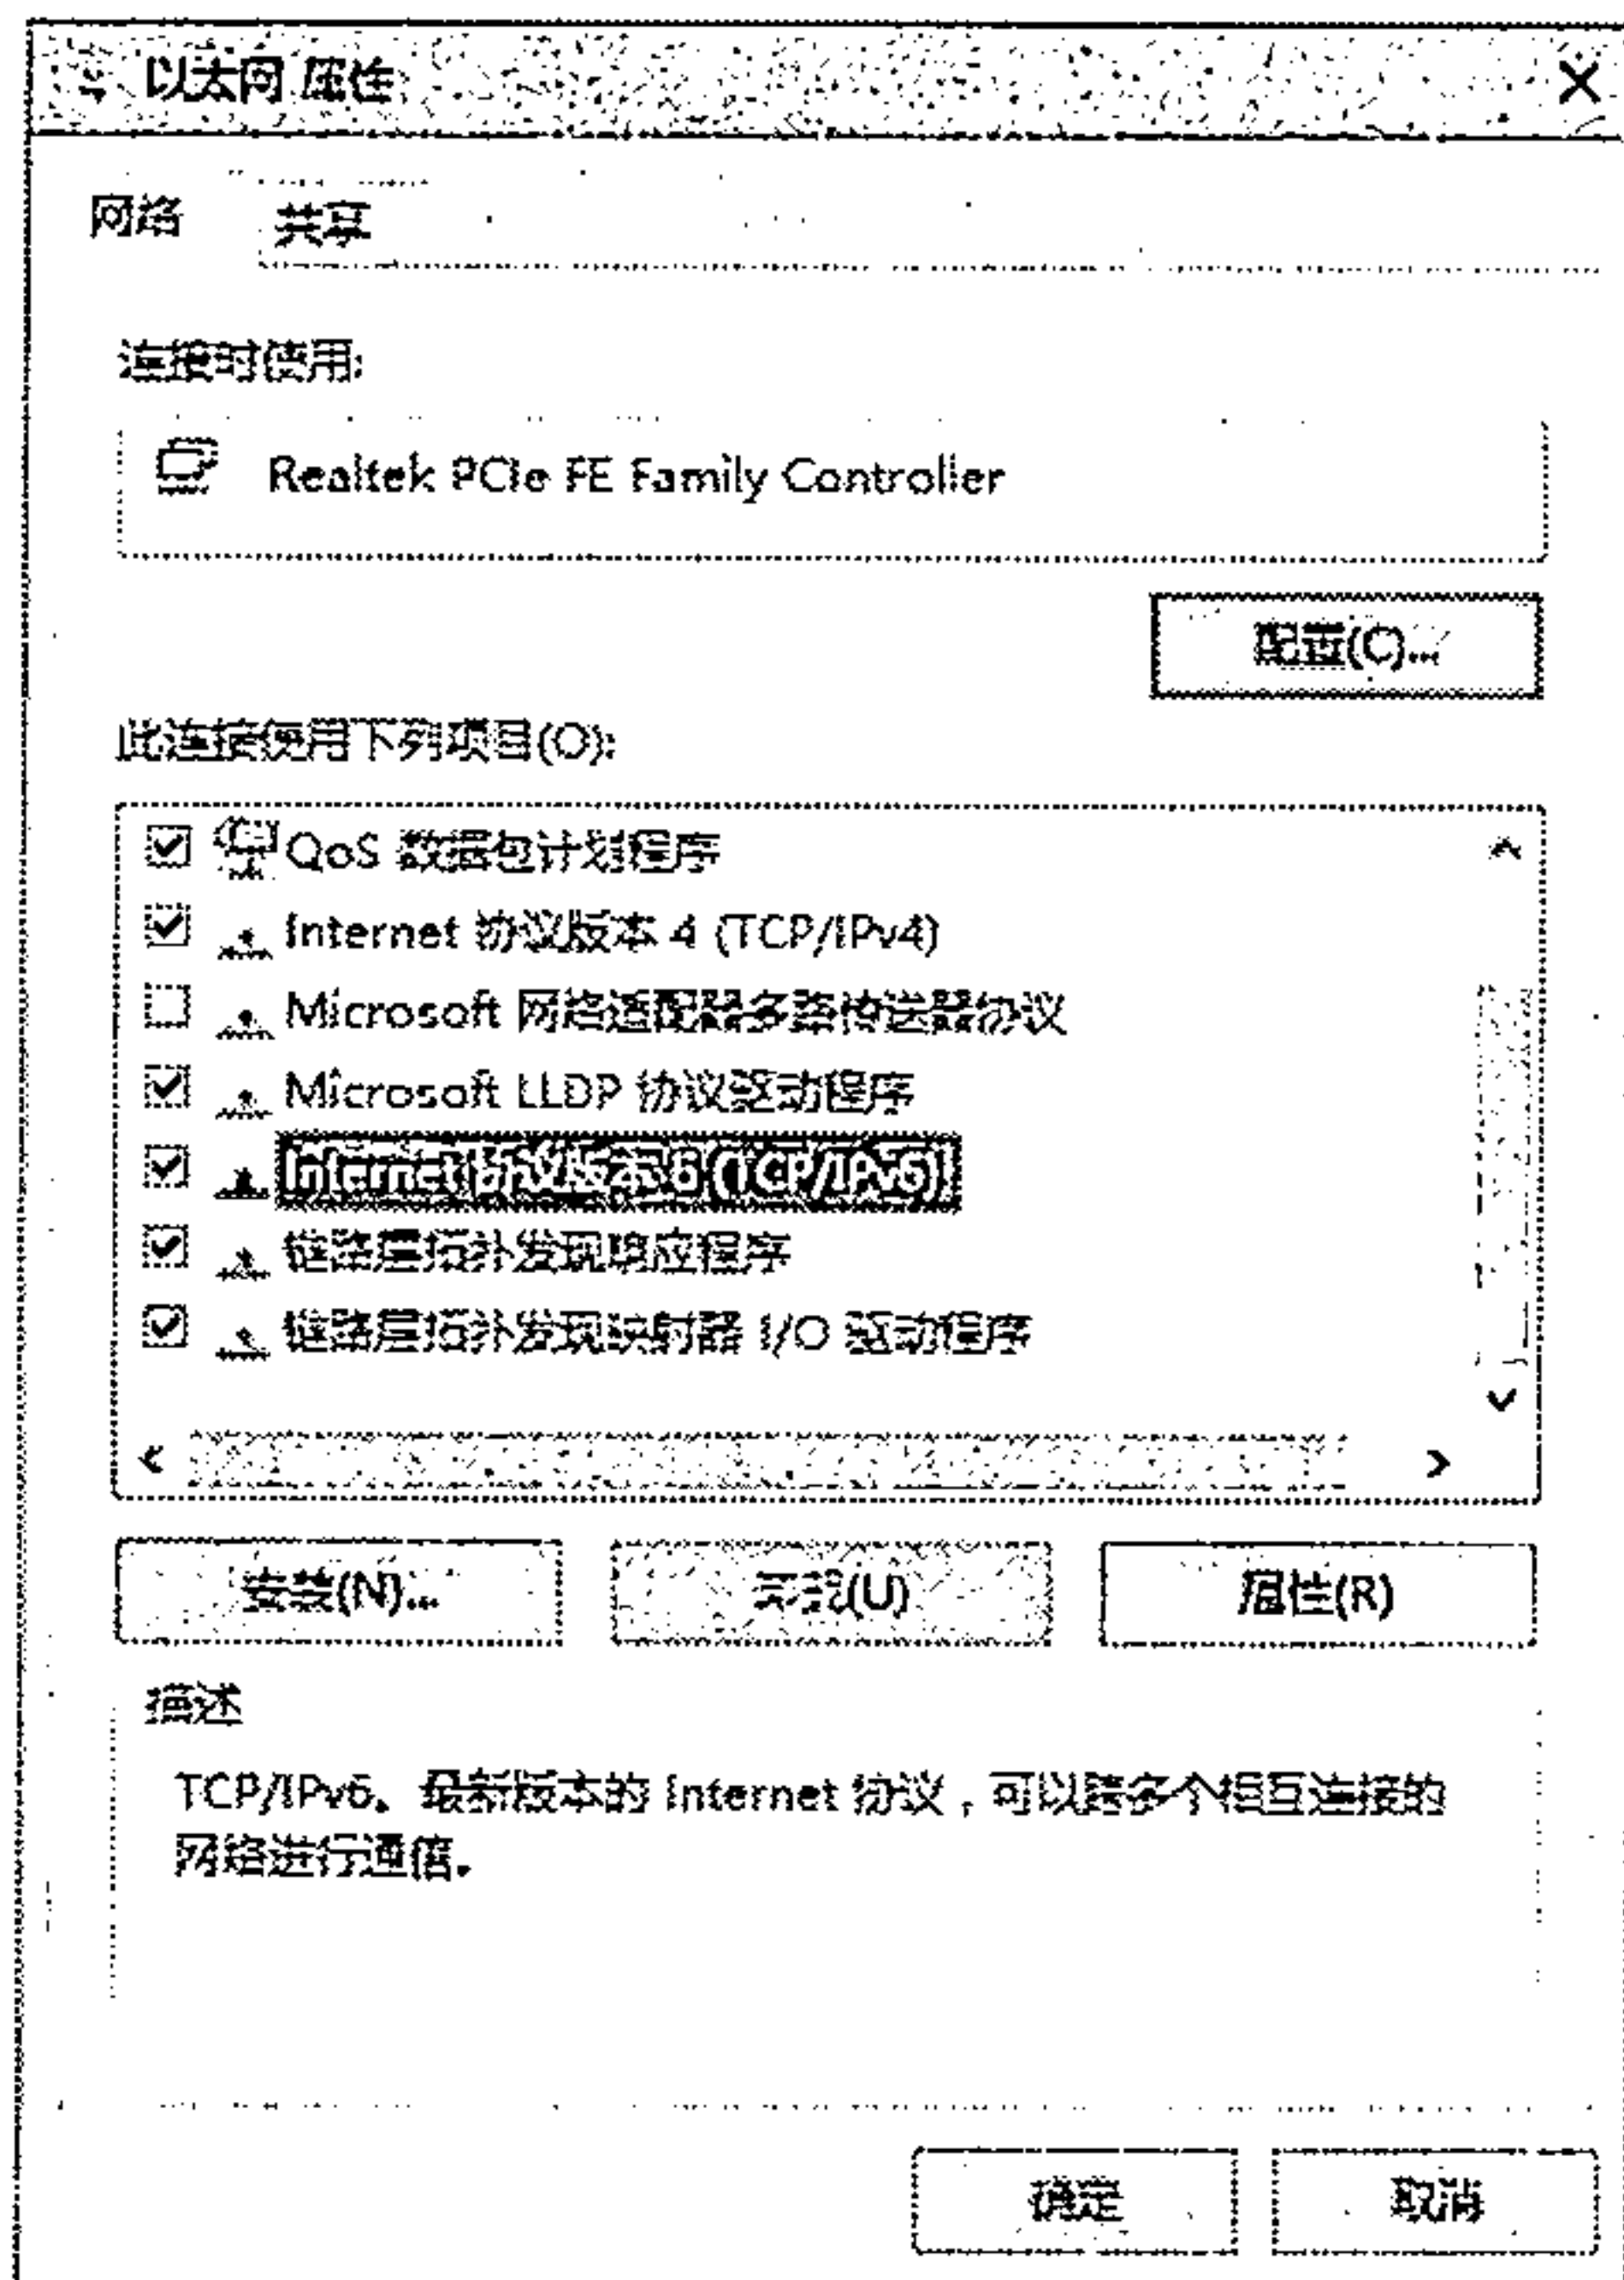 以太网 属性
网络 共享
连接时使用:
Realtek PCIe FE Family Controller
配置(C)...
此连接使用下列项目(O):
QoS 数据包计划程序
Internet 协议版本 4 (TCP/IPv4)
Microsoft 网络适配器多路传送器协议
Microsoft LLDP 协议驱动程序
Internet 协议版本 6 (TCP/IPv6)
链路层拓扑发现响应程序
链路层拓扑发现映射器 I/O 驱动程序
安装(N)... 卸载(U) 属性(R)
描述
TCP/IPv6。最新版本的 Internet 协议，可以跨多个相互连接的
网络进行通信。
确定 取消